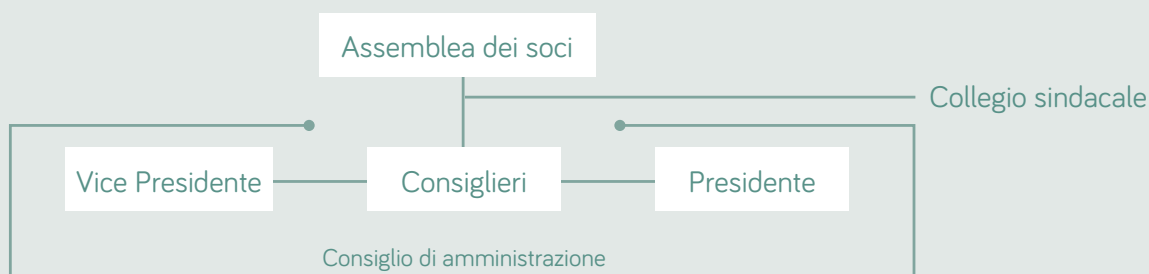 Assemblea dei soci
Collegio sindacale
Vice Presidente
Consiglieri
Presidente
Consiglio di amministrazione